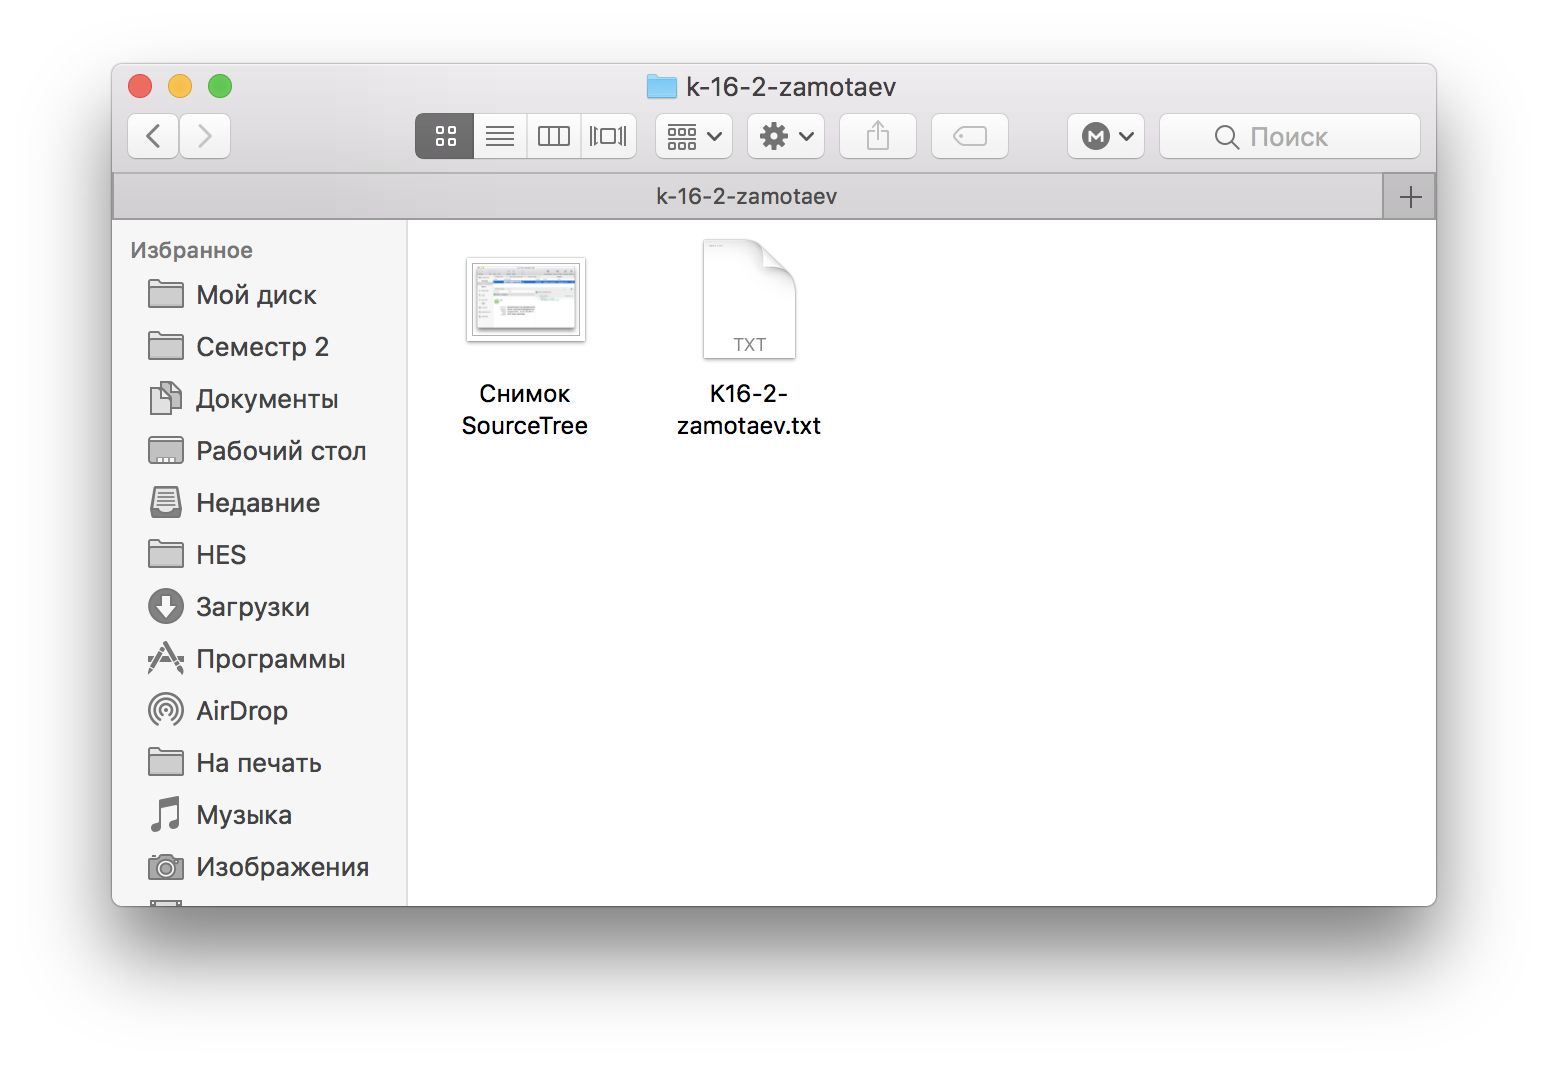 k-16-2-zamotaev
Поиск
k-16-2-zamotaev
Избранное
Мой диск
Семестр 2
Документы
Рабочий стол
Недавние
HES
Загрузки
Программы
AirDrop
На печать
Музыка
Изображения
TXT
Снимок
SourceTree
K16-2-
zamotaev.txt